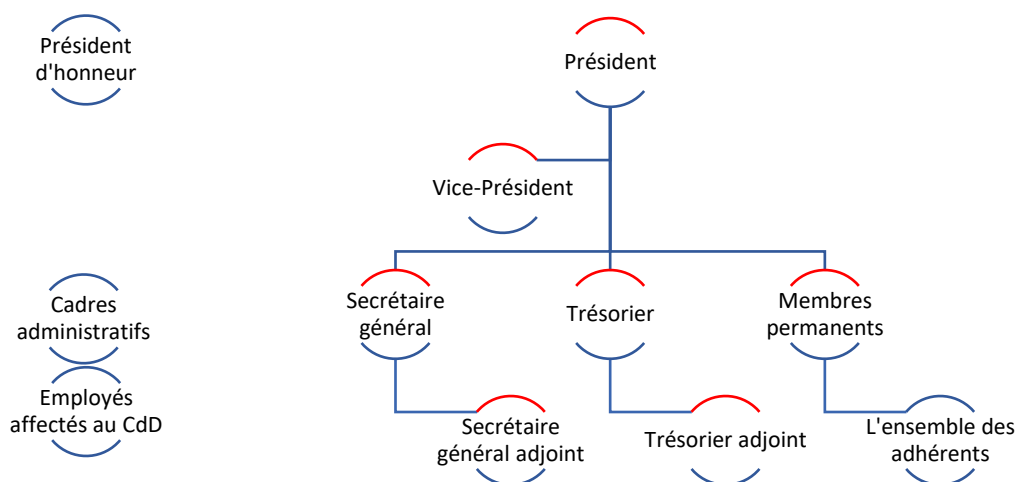 Président
d'honneur
Président
Vice-Président
Cadres
administratifs
Secrétaire
général
Trésorier
Membres
permanents
Employés
affectés au CdD
Secrétaire
général adjoint
Trésorier adjoint
L'ensemble des
adhérents